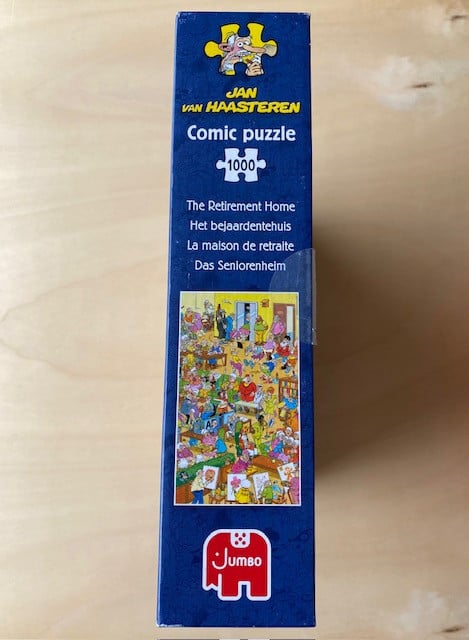 JAN
VAN HAASTEREN
Comic puzzle
1000
The Retirement Home
Het bejaardentehuis
La maison de retraite
Das Seniorenheim
JUMBO